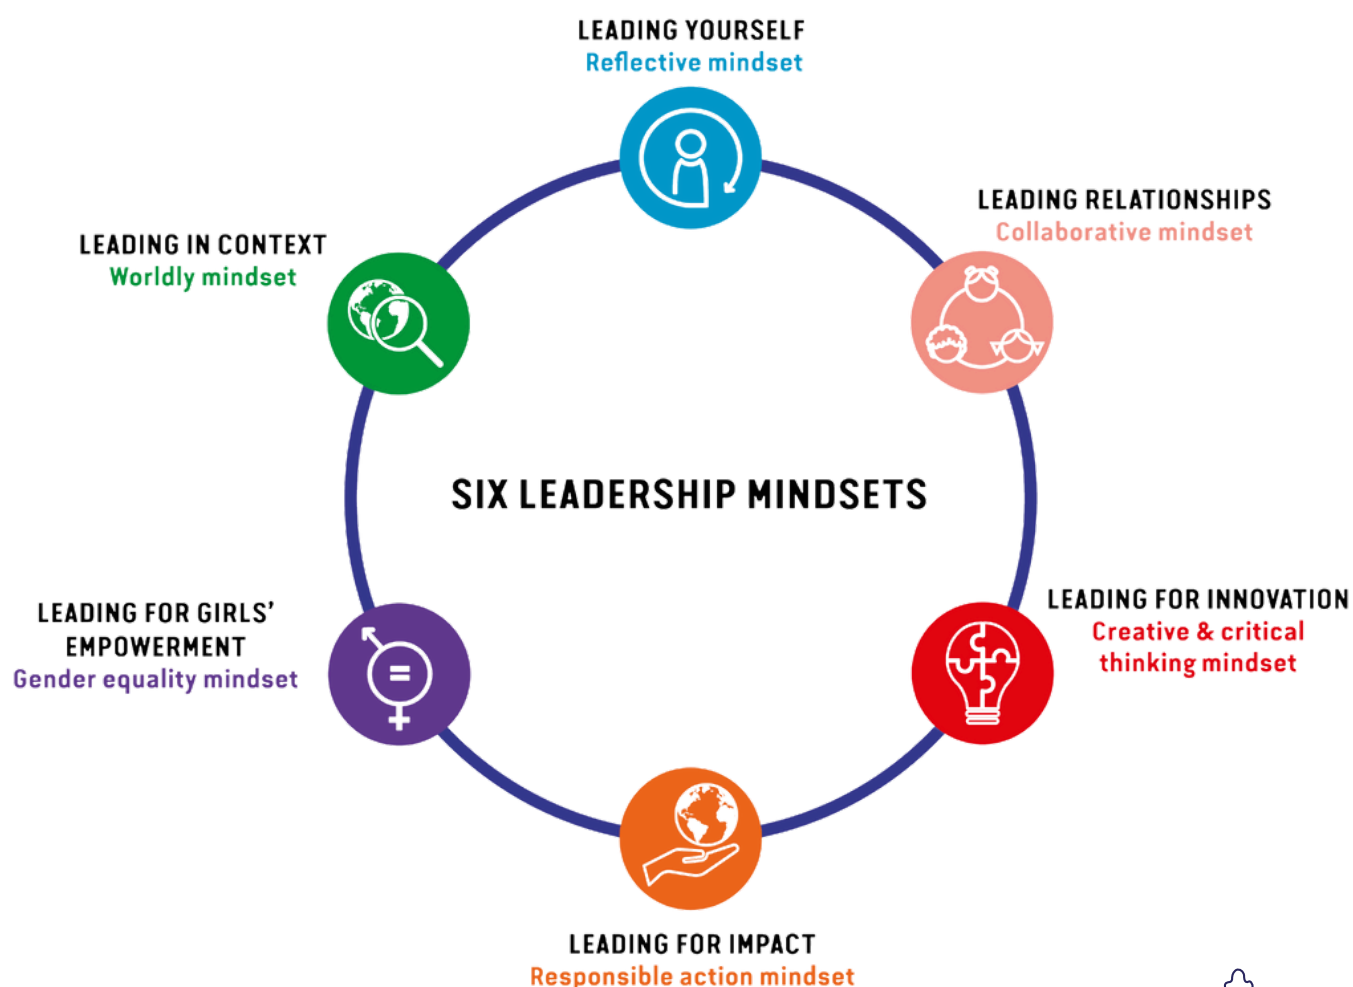 LEADING YOURSELF
Reflective mindset
LEADING RELATIONSHIPS
Collaborative mindset
LEADING IN CONTEXT
Worldly mindset
SIX LEADERSHIP MINDSETS
LEADING FOR INNOVATION
Creative & critical
thinking mindset
LEADING FOR GIRLS’
EMPOWERMENT
Gender equality mindset
LEADING FOR IMPACT
Responsible action mindset